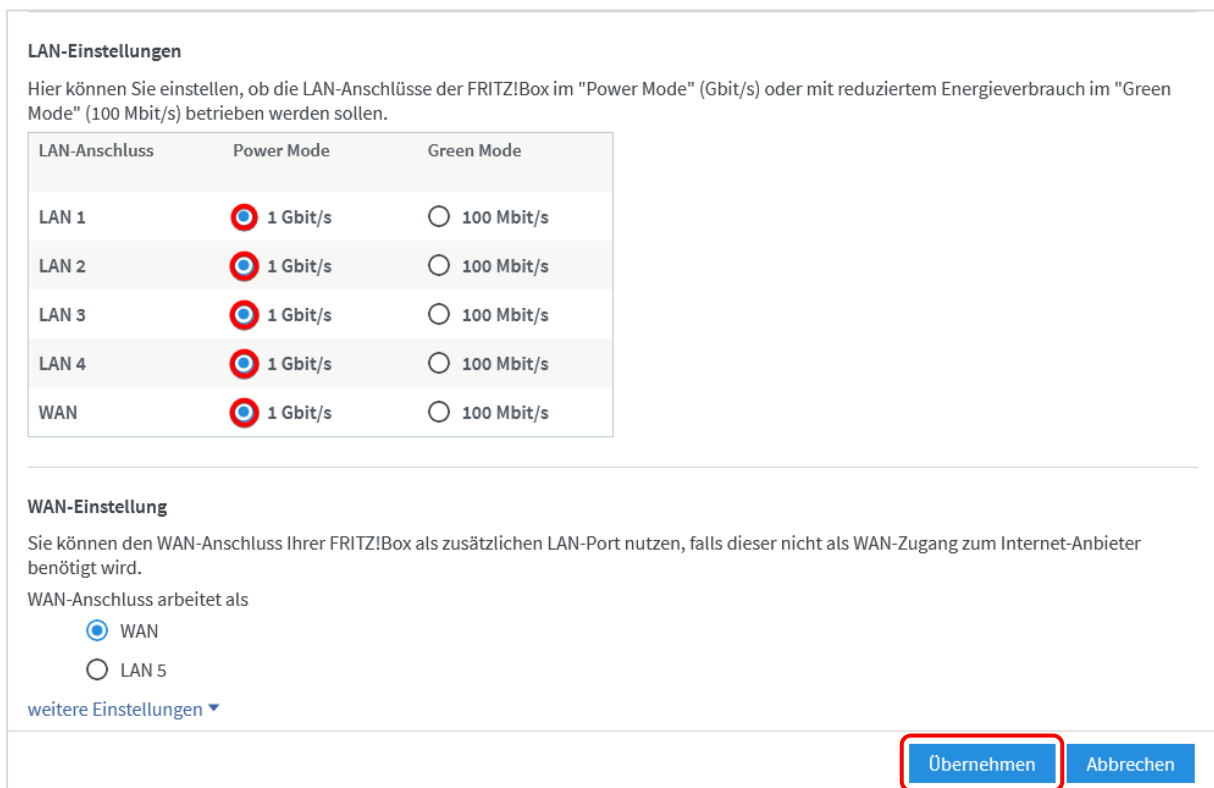 LAN-Einstellungen
Hier können Sie einstellen, ob die LAN-Anschlüsse der FRITZ!Box im "Power Mode" (Gbit/s) oder mit reduziertem Energieverbrauch im "Green
Mode" (100 Mbit/s) betrieben werden sollen.
LAN-Anschluss Power Mode Green Mode
LAN 1 1 Gbit/s 100 Mbit/s
LAN 2 1 Gbit/s 100 Mbit/s
LAN 3 1 Gbit/s 100 Mbit/s
LAN 4 1 Gbit/s 100 Mbit/s
WAN 1 Gbit/s 100 Mbit/s
WAN-Einstellung
Sie können den WAN-Anschluss Ihrer FRITZ!Box als zusätzlichen LAN-Port nutzen, falls dieser nicht als WAN-Zugang zum Internet-Anbieter
benötigt wird.
WAN-Anschluss arbeitet als
WAN
LAN 5
weitere Einstellungen
Übernehmen Abbrechen